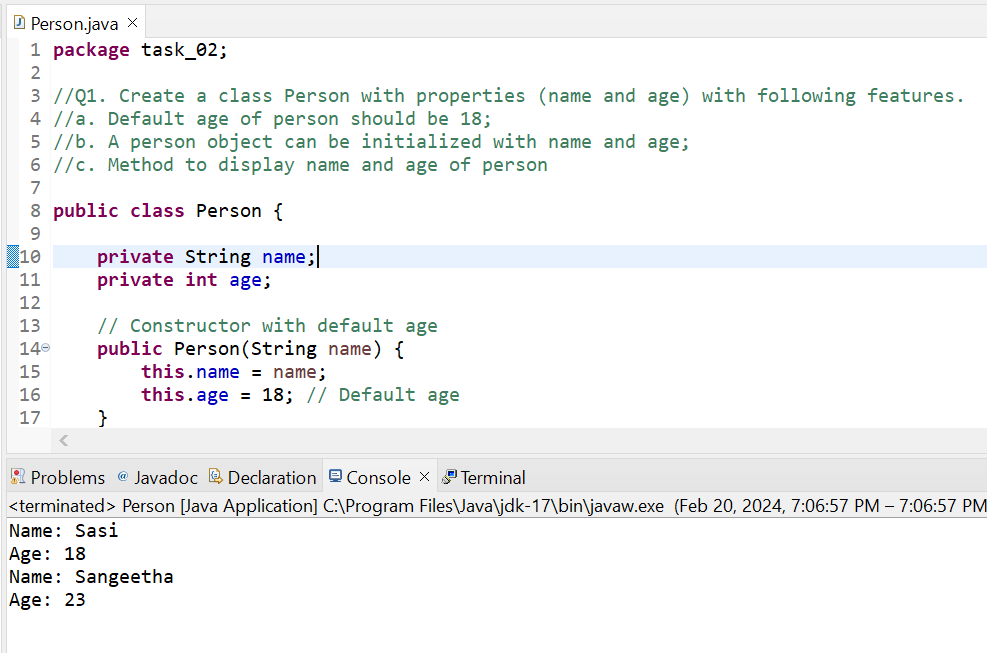 Person.java
1 package task_02;
2
3 //Q1. Create a class Person with properties (name and age) with following features.
4 //a. Default age of person should be 18;
5 //b. A person object can be initialized with name and age;
6 //c. Method to display name and age of person
7
8 public class Person {
9
10 private String name;
11 private int age;
12
13 // Constructor with default age
14 public Person(String name) {
15 this.name = name;
16 this.age = 18; // Default age
17 }
Problems @ Javadoc Declaration Console Terminal
<terminated> Person [Java Application] C:\Program Files\Java\jdk-17\bin\javaw.exe (Feb 20, 2024, 7:06:57 PM – 7:06:57 PM
Name: Sasi
Age: 18
Name: Sangeetha
Age: 23